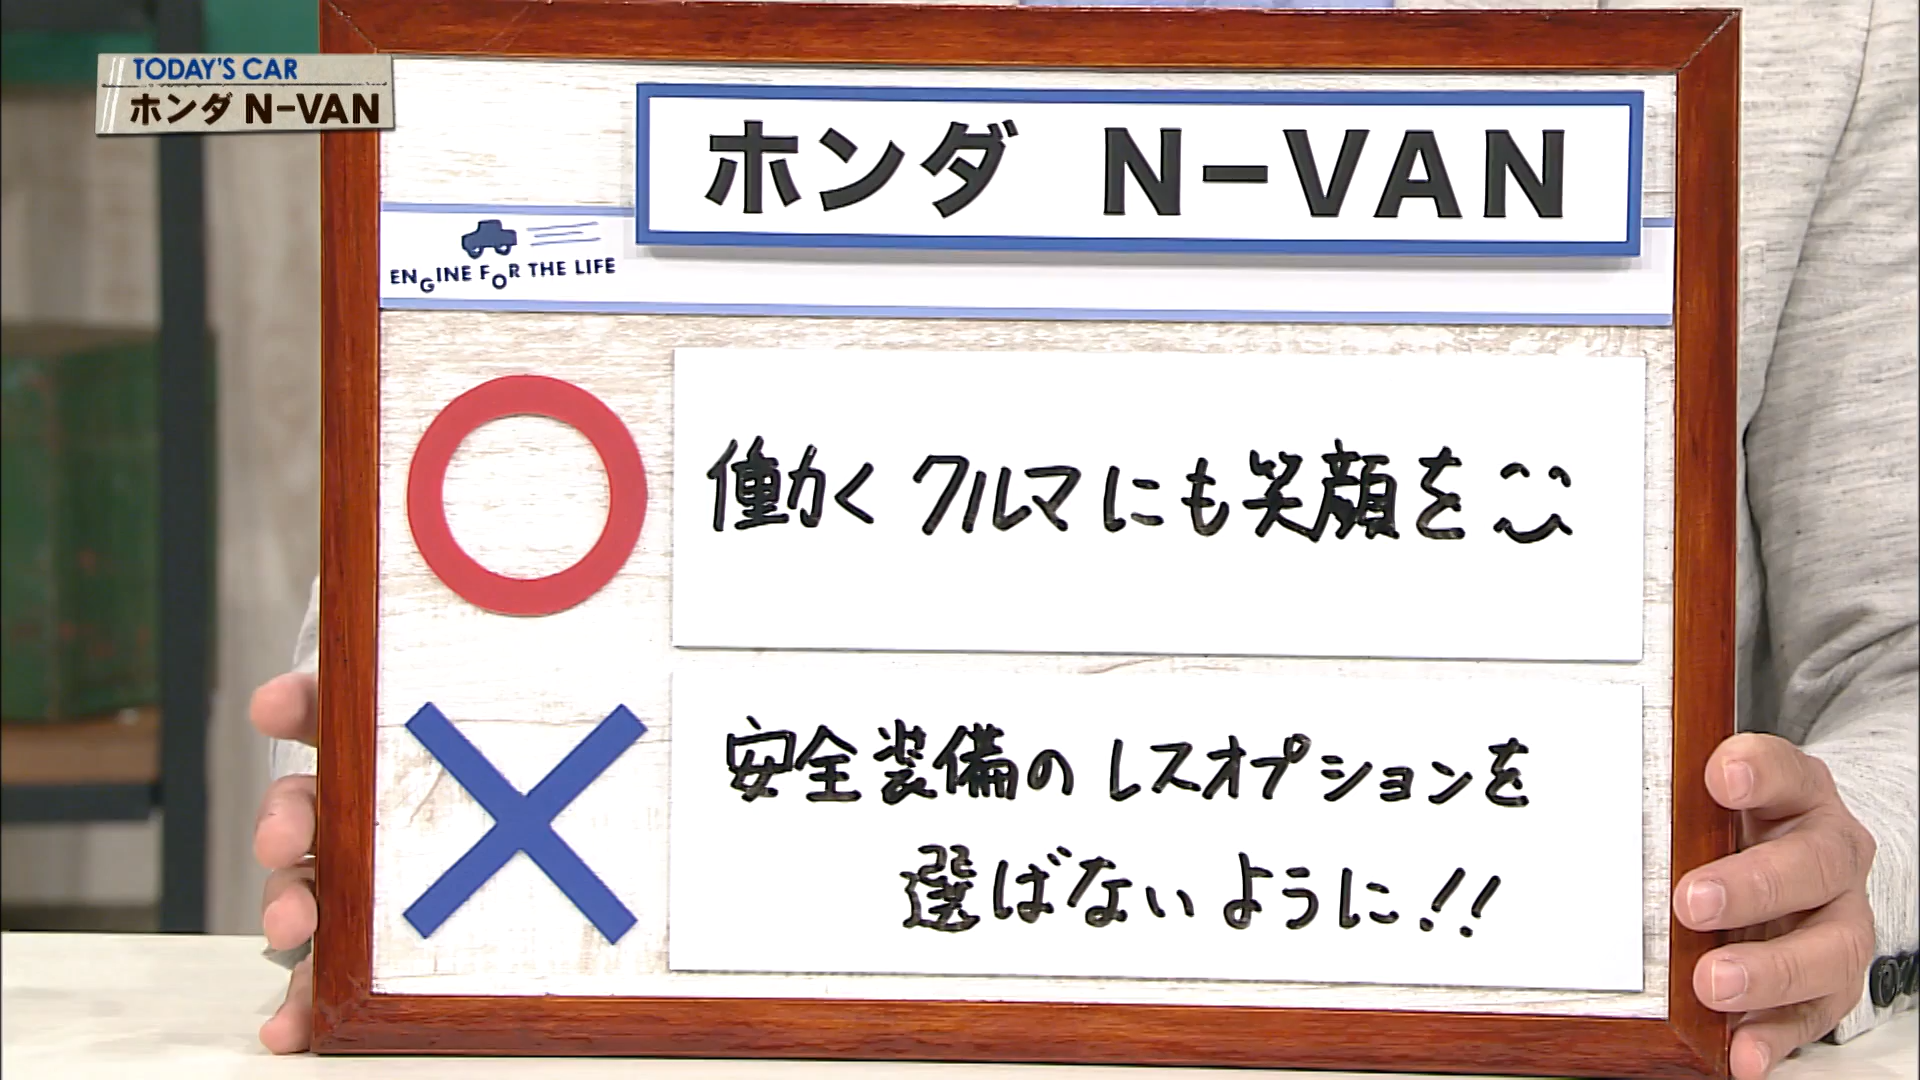 TODAY'S CAR
ホンダ N-VAN
ホンダ N-VAN
ENGINE FOR THE LIFE
働くクルマにも笑顔を
安全装備のレスオプションを
選ばないように!!